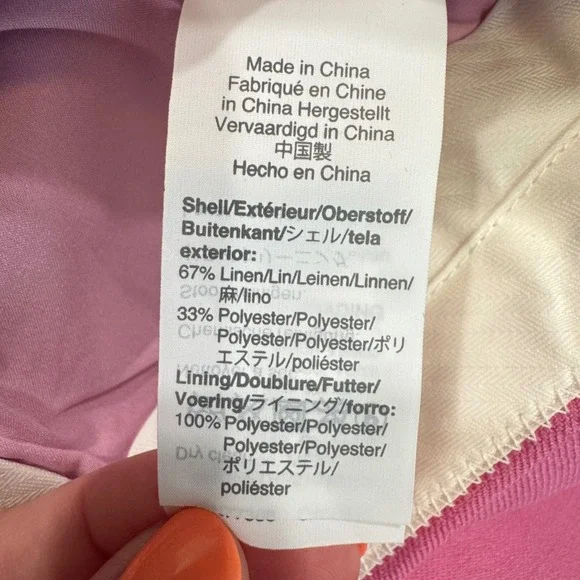 Made in China
Fabriqué en Chine
in China Hergestellt
Vervaardigd in China
中国製
Hecho en China
Shell/Extérieur/Oberstoff/
Buitenkant/シェル/tela
exterior:
67% Linen/Lin/Leinen/Linnen/
麻/lino
33% Polyester/Polyester/
Polyester/Polyester/ポリ
エステル/poliéster
Lining/Doublure/Futter/
Voering/ライニング/forro:
100% Polyester/Polyester/
Polyester/Polyester/
ポリエステル/
poliéster